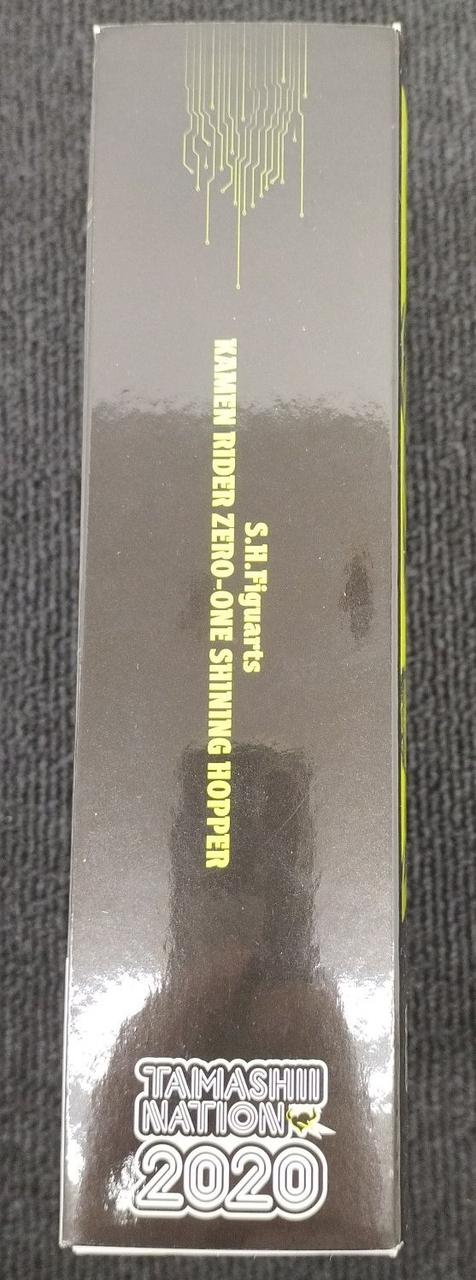 S.H.Figuarts
KAMEN RIDER ZERO-ONE SHINING HOPPER
TAMASHII
NATION
2020